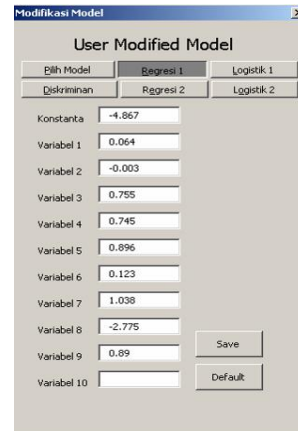 Modifikasi Model
User Modified Model
Pilih Model Regresi 1 Logistik 1
Diskriminan Regresi 2 Logistik 2
Konstanta -4.867
Variabel 1 0.064
Variabel 2 -0.003
Variabel 3 0.755
Variabel 4 0.745
Variabel 5 0.896
Variabel 6 0.123
Variabel 7 1.038
Variabel 8 -2.775
Variabel 9 0.89
Save
Variabel 10
Default